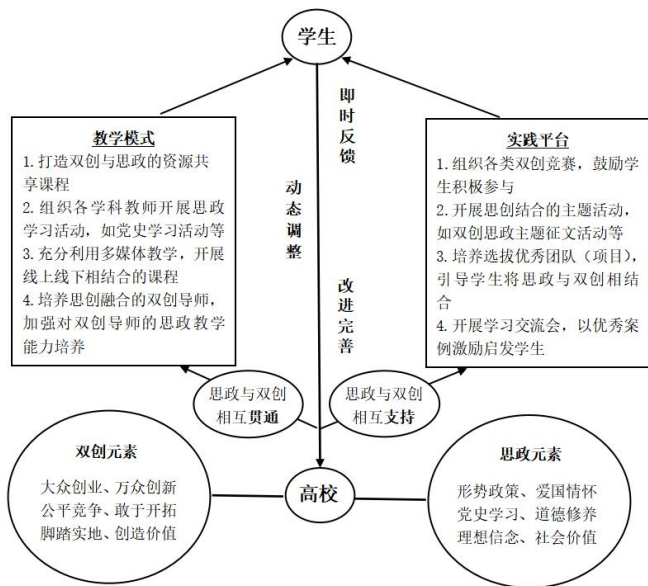 学生
即时反馈
动态调整
改进完善
教学模式
1.打造双创与思政的资源共
享课程
2.组织各学科教师开展思政
学习活动，如党史学习活动等
3.充分利用多媒体教学，开展
线上线下相结合的课程
4.培养思创融合的双创导师，
加强对双创导师的思政教学
能力培养
实践平台
1.组织各类双创竞赛，鼓励学
生积极参与
2.开展思创结合的主题活动，
如双创思政主题征文活动等
3.培养选拔优秀团队（项目），
引导学生将思政与双创相结
合
4.开展学习交流会，以优秀案
例激励启发学生
思政与双创
相互贯通
思政与双创
相互支持
双创元素
大众创业、万众创新
公平竞争、敢于开拓
脚踏实地、创造价值
高校
思政元素
形势政策、爱国情怀
党史学习、道德修养
理想信念、社会价值